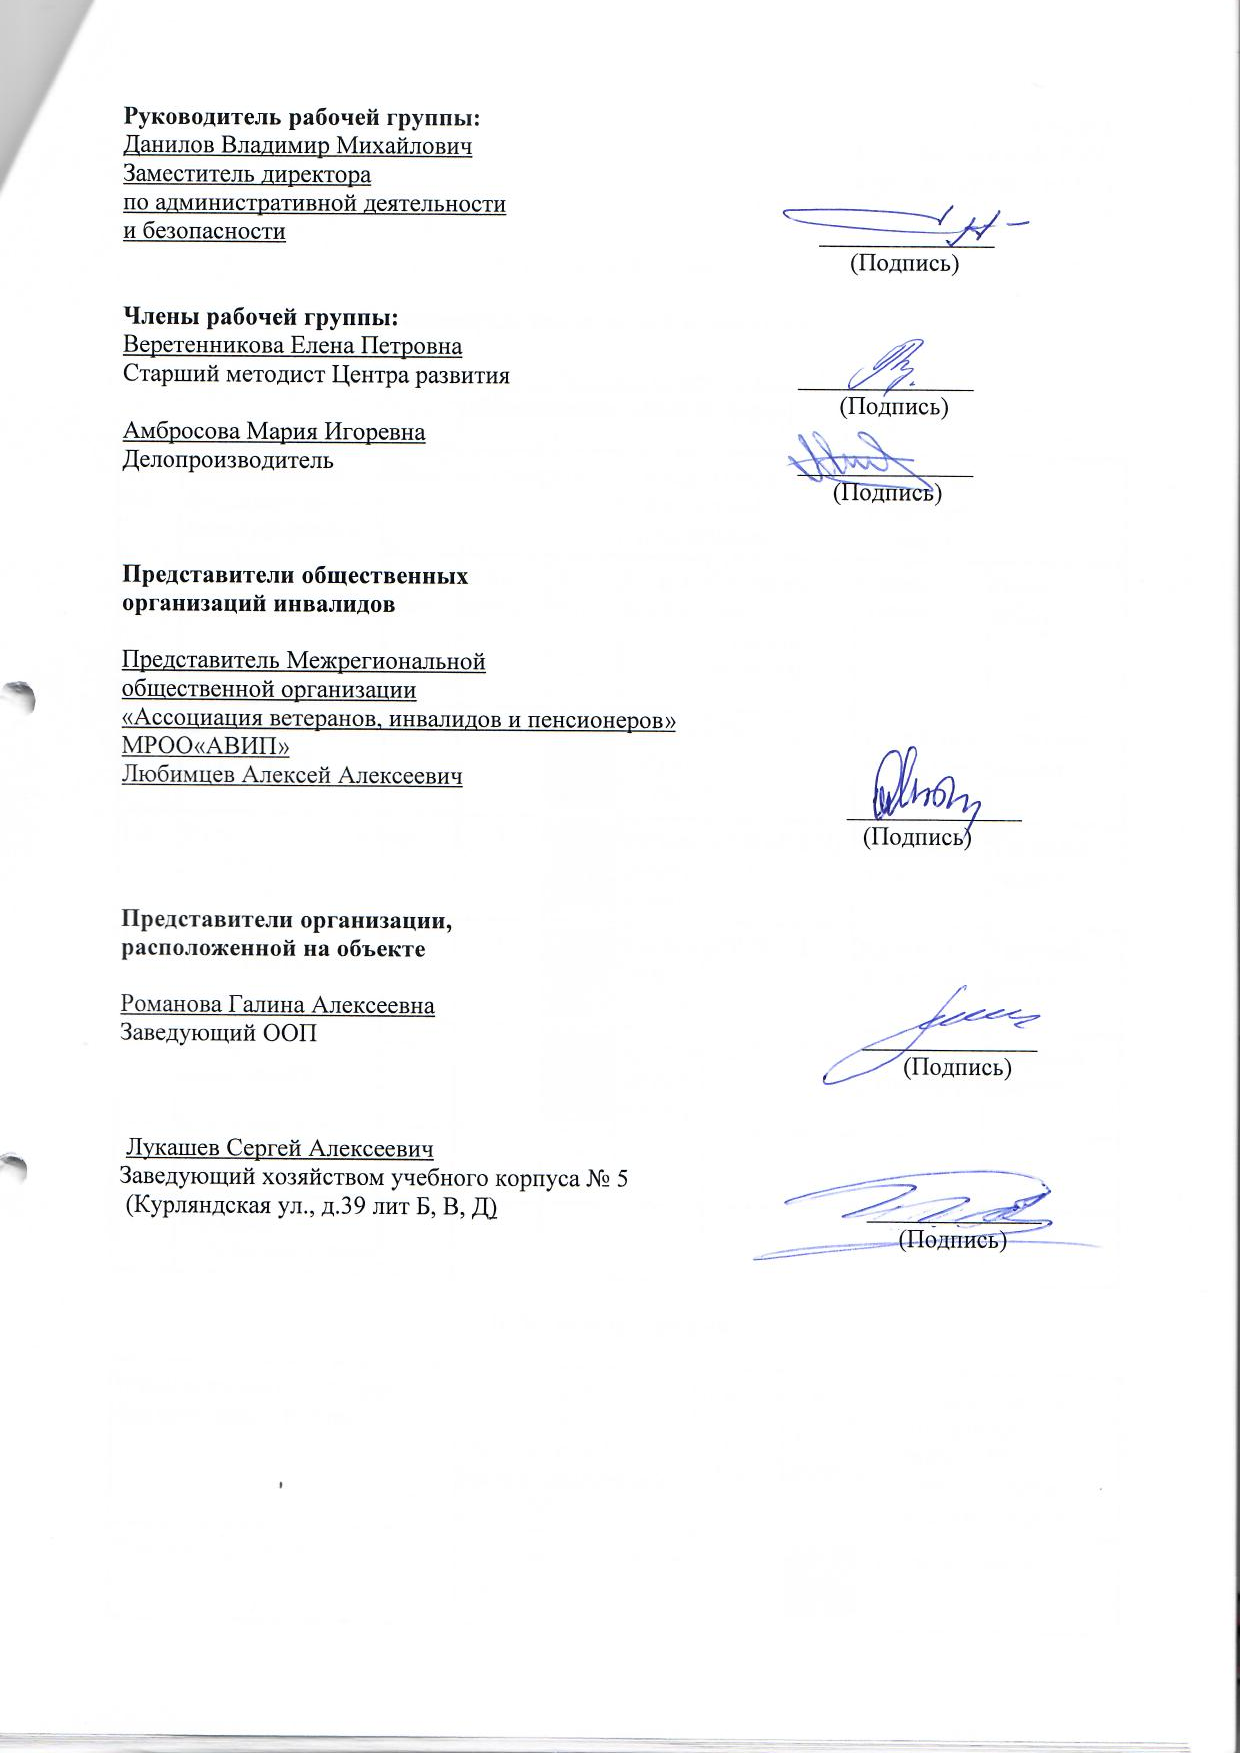 Руководитель рабочей группы:
Данилов Владимир Михайлович
Заместитель директора
по административной деятельности
и безопасности
(Подпись)
Члены рабочей группы:
Веретенникова Елена Петровна
Старший методист Центра развития
(Подпись)
Амбросова Мария Игоревна
Делопроизводитель
(Подпись)
Представители общественных
организаций инвалидов
Представитель Межрегиональной
общественной организации
«Ассоциация ветеранов, инвалидов и пенсионеров»
МРОО«АВИП»
Любимцев Алексей Алексеевич
(Подпись)
Представители организации,
расположенной на объекте
Романова Галина Алексеевна
Заведующий ООП
(Подпись)
Лукашев Сергей Алексеевич
Заведующий хозяйством учебного корпуса № 5
(Курляндская ул., д.39 лит Б, В, Д)
(Подпись)